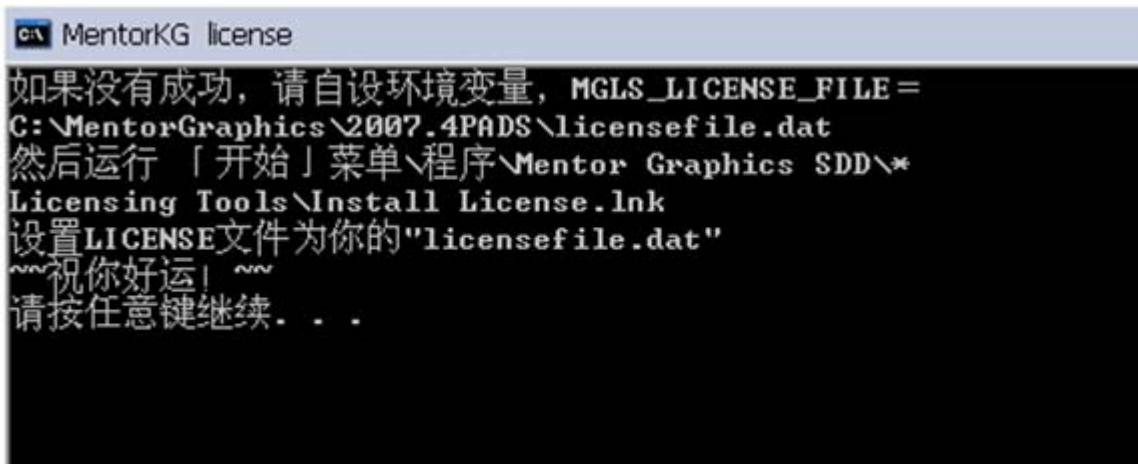 C:\ MentorKG license
如果没有成功，请自设环境变量，MGLS_LICENSE_FILE＝
C:\MentorGraphics\2007.4PADS\licensefile.dat
然后运行 「开始」菜单\程序\Mentor Graphics SDD\*
Licensing Tools\Install License.lnk
设置LICENSE文件为你的"licensefile.dat"
~~祝你好运! ~~
请按任意键继续. . .